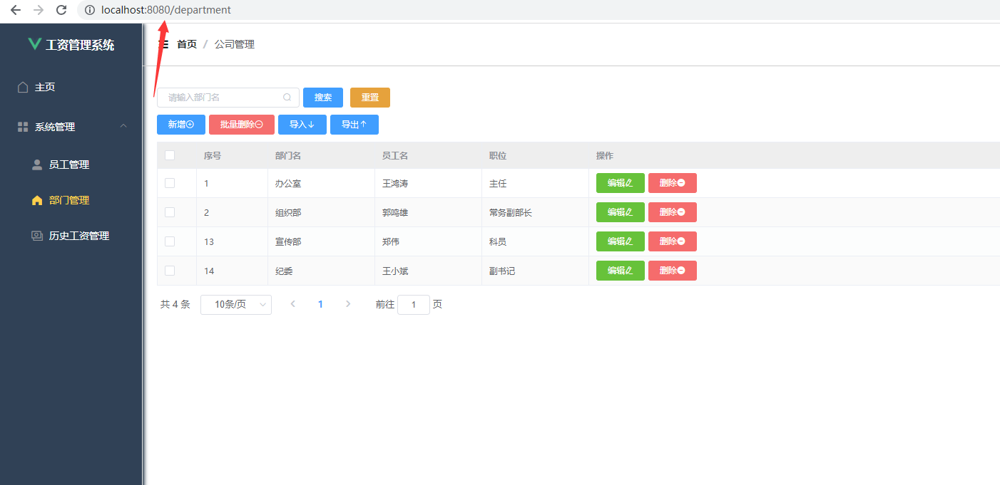 localhost:8080/department
工资管理系统
首页 / 公司管理
主页
系统管理
员工管理
部门管理
历史工资管理
请输入部门名 搜索 重置
新增 批量删除 导入 导出
序号 部门名 员工名 职位 操作
1 办公室 王鸿涛 主任 编辑 删除
2 组织部 郭鸣雄 常务副部长 编辑 删除
13 宣传部 郑伟 科员 编辑 删除
14 纪委 王小斌 副书记 编辑 删除
共 4 条 10条/页 1 前往 1 页